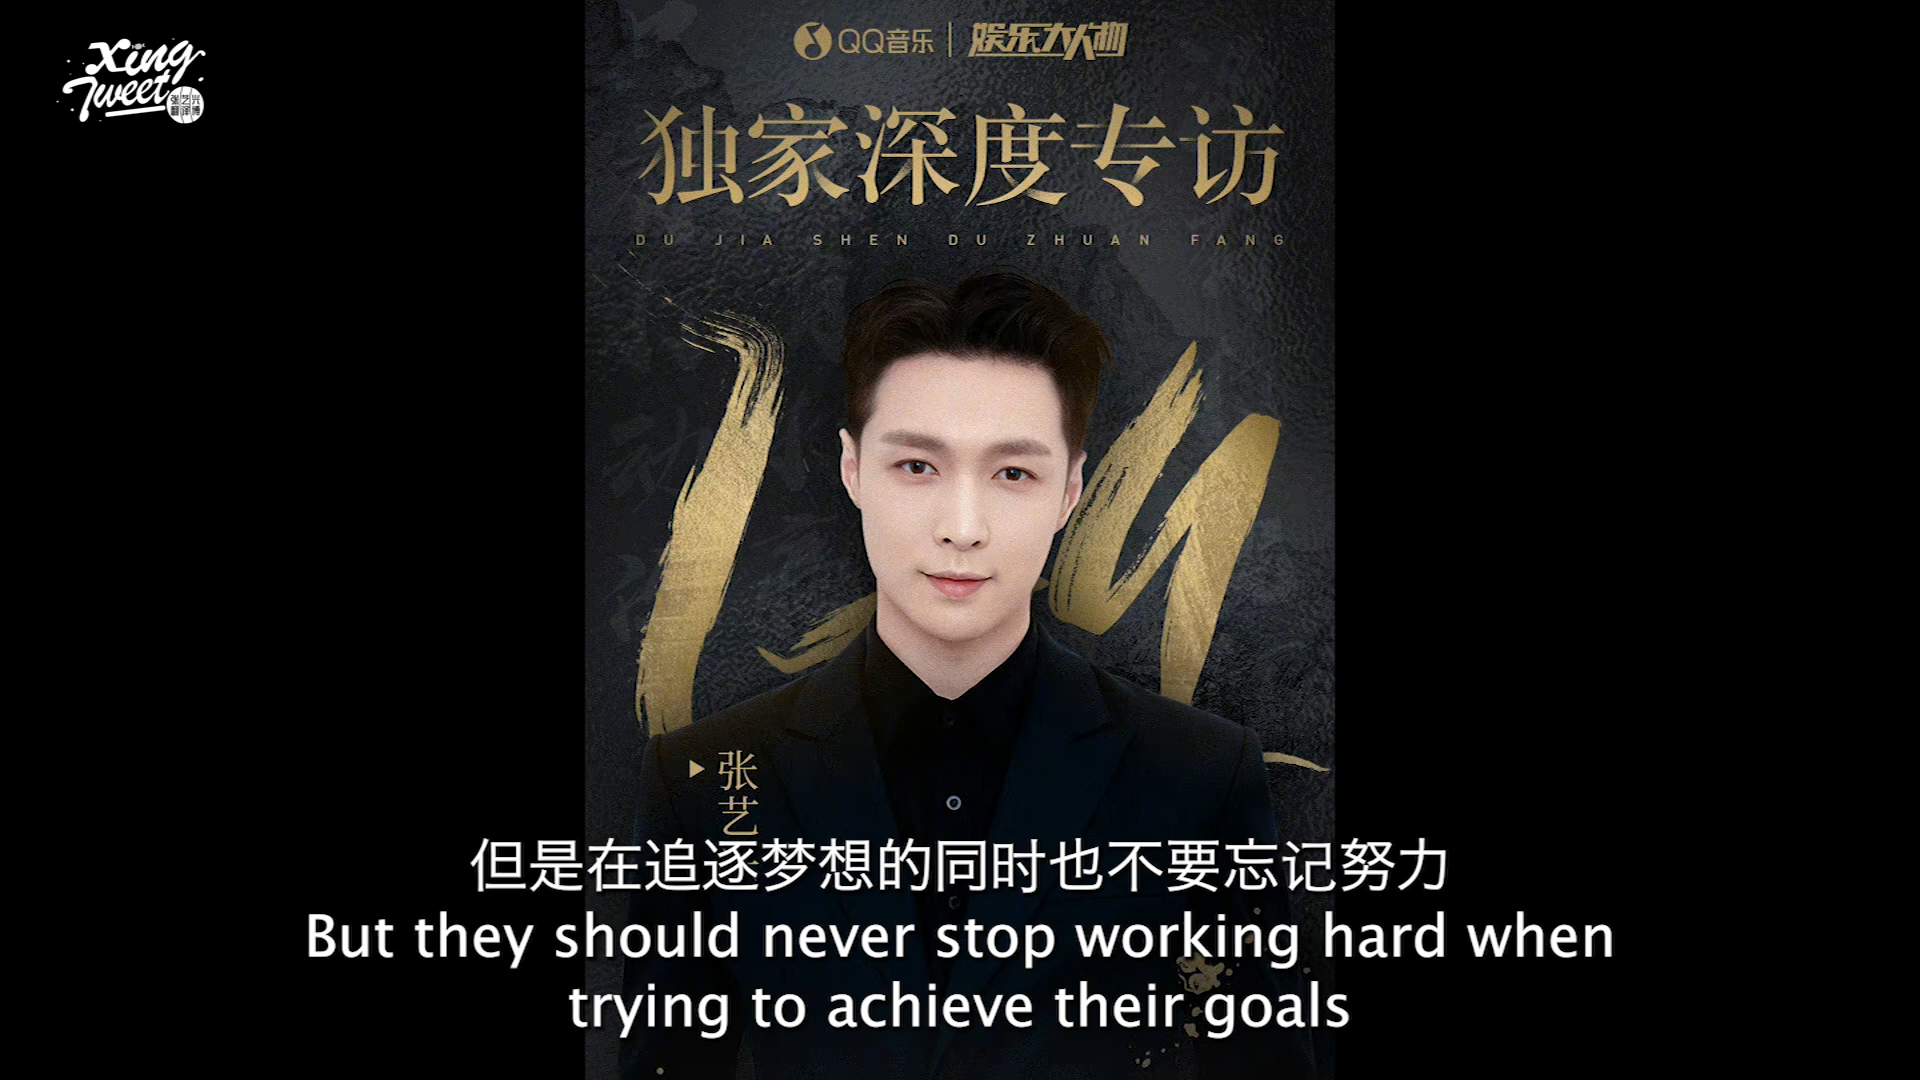 Xing
Tweet
张艺兴
翻译博
QQ音乐 | 娱乐大人物
独家深度专访
DU JIA SHEN DU ZHUAN FANG
Lay
张艺
但是在追逐梦想的同时也不要忘记努力
But they should never stop working hard when
trying to achieve their goals